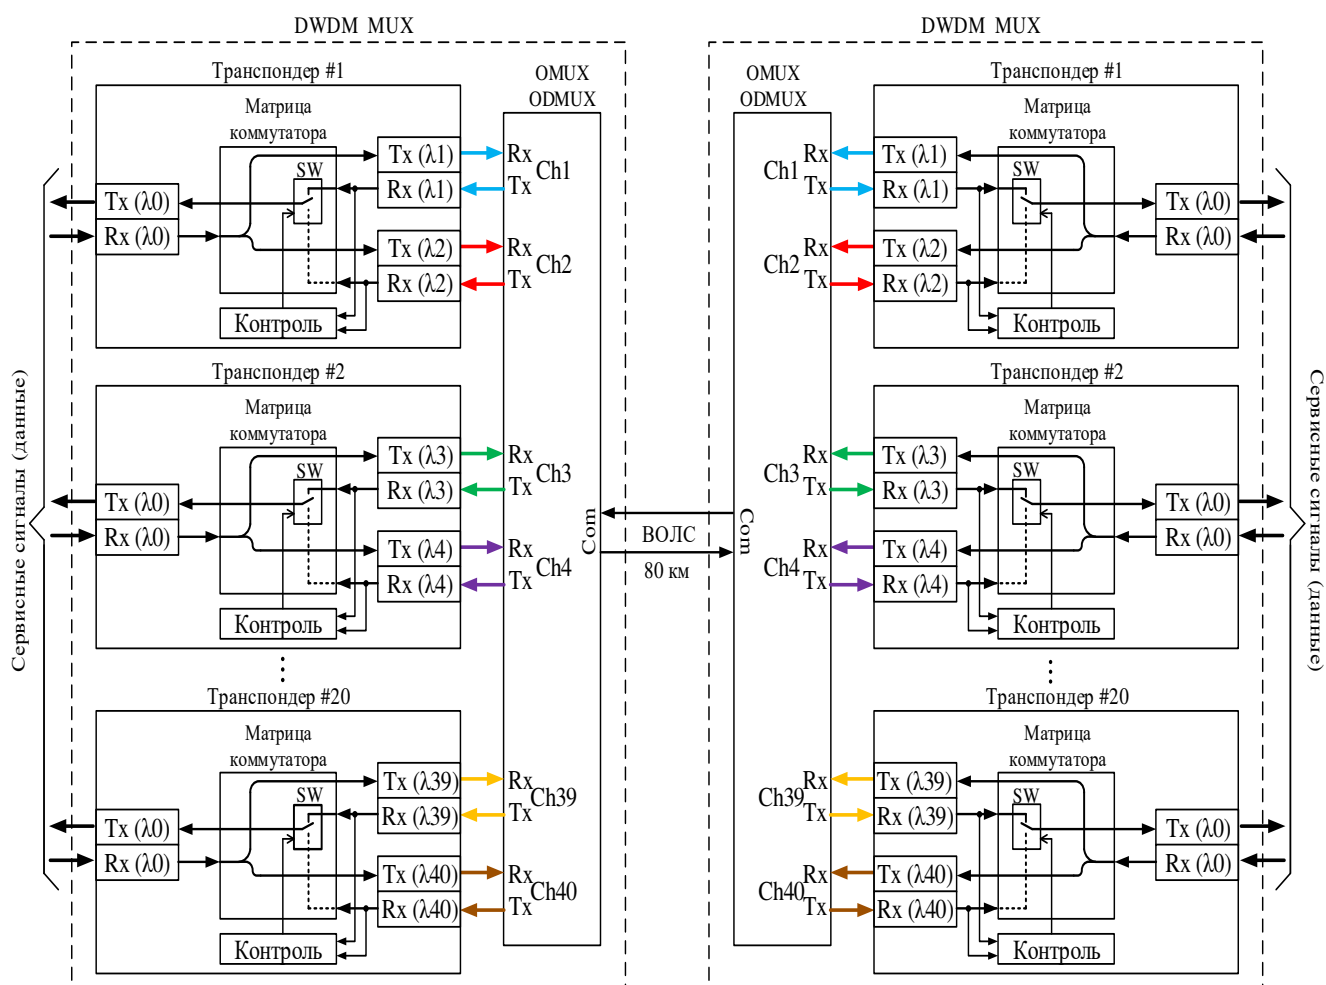 DWDM MUX
DWDM MUX
Транспондер #1
Матрица
коммутатора
SW
Tx (λ1)
Rx (λ1)
Tx (λ0)
Rx (λ0)
Tx (λ2)
Rx (λ2)
Контроль
Транспондер #2
Матрица
коммутатора
SW
Tx (λ3)
Rx (λ3)
Tx (λ0)
Rx (λ0)
Tx (λ4)
Rx (λ4)
Контроль
Транспондер #20
Матрица
коммутатора
SW
Tx (λ39)
Rx (λ39)
Tx (λ0)
Rx (λ0)
Tx (λ40)
Rx (λ40)
Контроль
Сервисные сигналы (данные)
OMUX
ODMUX
Rx
Ch1
Tx
Rx
Ch2
Tx
Rx
Ch3
Tx
Rx
Ch4
Tx
Rx
Ch39
Tx
Rx
Ch40
Tx
Com
ВОЛС
80 км
OMUX
ODMUX
Rx
Ch1
Tx
Rx
Ch2
Tx
Rx
Ch3
Tx
Rx
Ch4
Tx
Rx
Ch39
Tx
Rx
Ch40
Tx
Com
Транспондер #1
Матрица
коммутатора
SW
Tx (λ1)
Rx (λ1)
Tx (λ0)
Rx (λ0)
Tx (λ2)
Rx (λ2)
Контроль
Транспондер #2
Матрица
коммутатора
SW
Tx (λ3)
Rx (λ3)
Tx (λ0)
Rx (λ0)
Tx (λ4)
Rx (λ4)
Контроль
Транспондер #20
Матрица
коммутатора
SW
Tx (λ39)
Rx (λ39)
Tx (λ0)
Rx (λ0)
Tx (λ40)
Rx (λ40)
Контроль
Сервисные сигналы (данные)